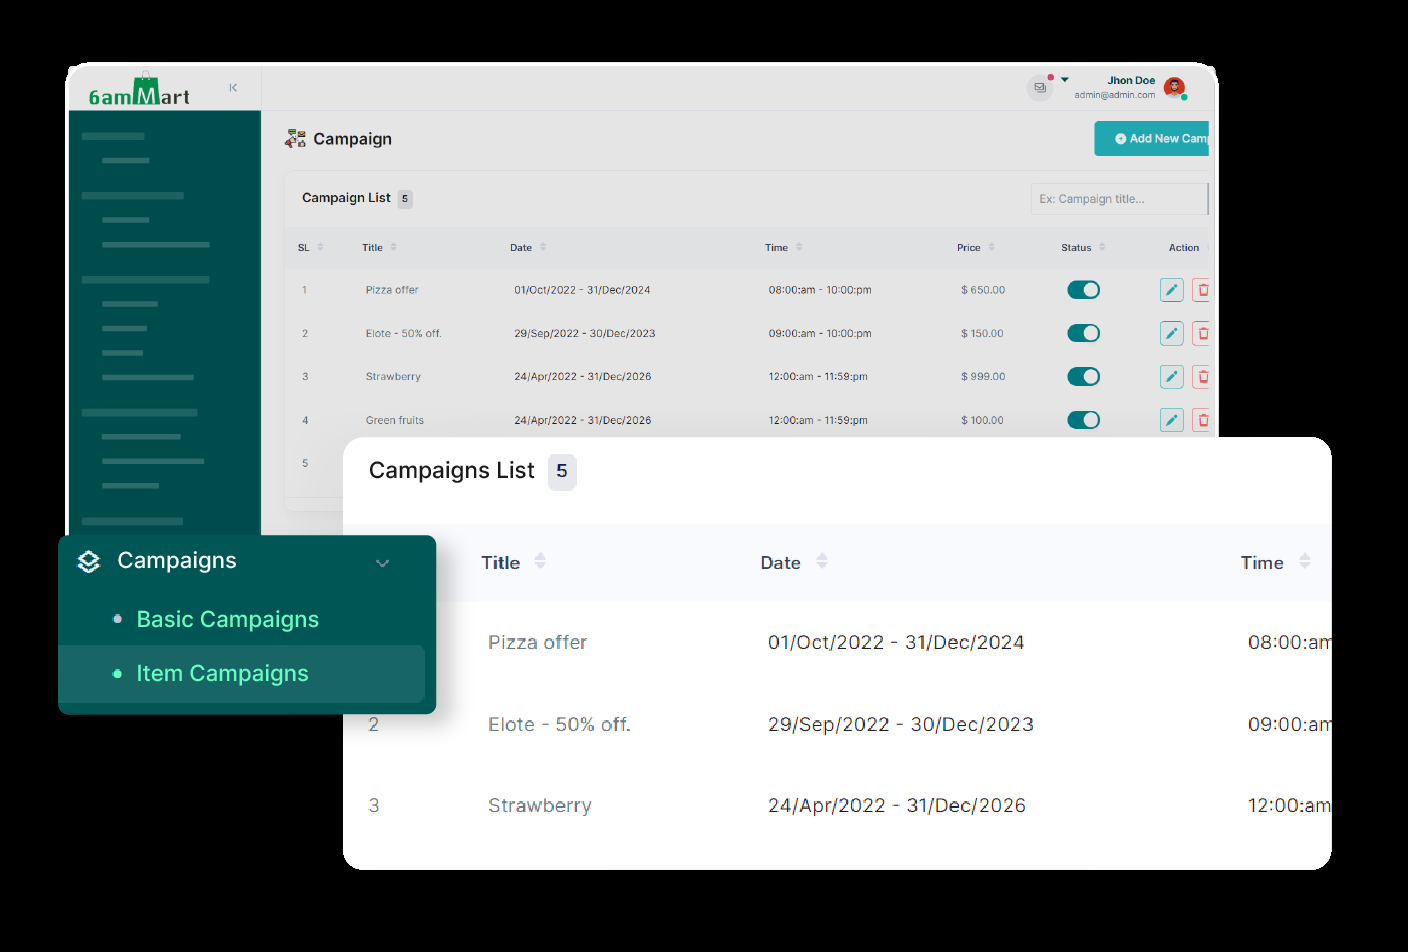 6amMart
Jhon Doe
admin@admin.com
Campaign
Add New Camp
Campaign List 5
Ex: Campaign title...
SL Title Date Time Price Status Action
1 Pizza offer 01/Oct/2022 - 31/Dec/2024 08:00:am - 10:00:pm $ 650.00
2 Elote - 50% off. 29/Sep/2022 - 30/Dec/2023 09:00:am - 10:00:pm $ 150.00
3 Strawberry 24/Apr/2022 - 31/Dec/2026 12:00:am - 11:59:pm $ 999.00
4 Green fruits 24/Apr/2022 - 31/Dec/2026 12:00:am - 11:59:pm $ 100.00
5
Campaigns List 5
Title Date Time
Pizza offer 01/Oct/2022 - 31/Dec/2024 08:00:am
2 Elote - 50% off. 29/Sep/2022 - 30/Dec/2023 09:00:am
3 Strawberry 24/Apr/2022 - 31/Dec/2026 12:00:am
Campaigns
Basic Campaigns
Item Campaigns